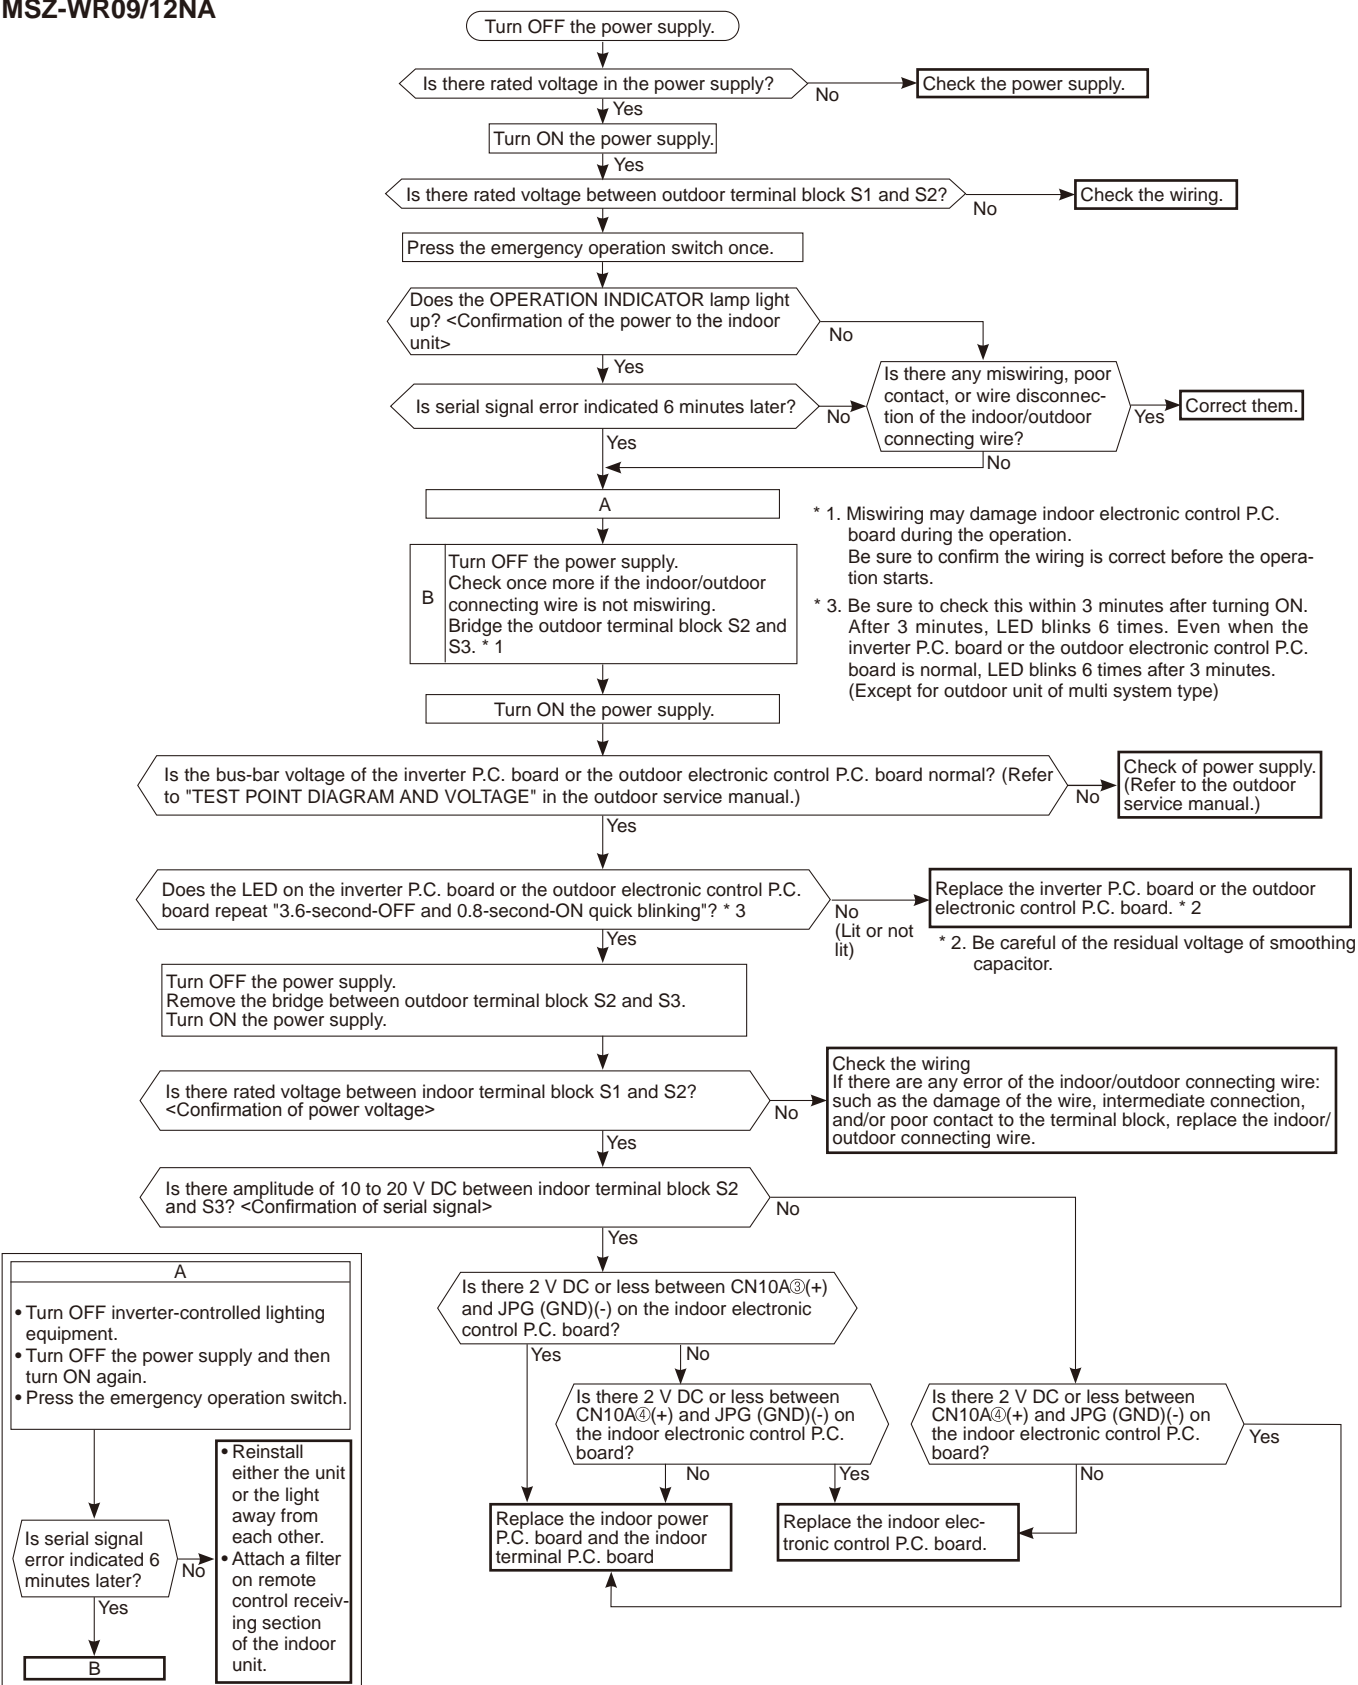 MSZ-WR09/12NA
Turn OFF the power supply.
Is there rated voltage in the power supply?
No
Check the power supply.
Yes
Turn ON the power supply.
Yes
Is there rated voltage between outdoor terminal block S1 and S2?
No
Check the wiring.
Press the emergency operation switch once.
Does the OPERATION INDICATOR lamp light
up? <Confirmation of the power to the indoor
unit>
No
Yes
Is there any miswiring, poor
contact, or wire disconnec-
tion of the indoor/outdoor
connecting wire?
Yes
Correct them.
No
Is serial signal error indicated 6 minutes later?
No
Yes
A
B
Turn OFF the power supply.
Check once more if the indoor/outdoor
connecting wire is not miswiring.
Bridge the outdoor terminal block S2 and
S3. * 1
* 1. Miswiring may damage indoor electronic control P.C.
board during the operation.
Be sure to confirm the wiring is correct before the opera-
tion starts.
* 3. Be sure to check this within 3 minutes after turning ON.
After 3 minutes, LED blinks 6 times. Even when the
inverter P.C. board or the outdoor electronic control P.C.
board is normal, LED blinks 6 times after 3 minutes.
(Except for outdoor unit of multi system type)
Turn ON the power supply.
Is the bus-bar voltage of the inverter P.C. board or the outdoor electronic control P.C. board normal? (Refer
to "TEST POINT DIAGRAM AND VOLTAGE" in the outdoor service manual.)
No
Check of power supply.
(Refer to the outdoor
service manual.)
Yes
Does the LED on the inverter P.C. board or the outdoor electronic control P.C.
board repeat "3.6-second-OFF and 0.8-second-ON quick blinking"? * 3
No
(Lit or not
lit)
Replace the inverter P.C. board or the outdoor
electronic control P.C. board. * 2
* 2. Be careful of the residual voltage of smoothing
capacitor.
Yes
Turn OFF the power supply.
Remove the bridge between outdoor terminal block S2 and S3.
Turn ON the power supply.
Is there rated voltage between indoor terminal block S1 and S2?
<Confirmation of power voltage>
No
Check the wiring
If there are any error of the indoor/outdoor connecting wire:
such as the damage of the wire, intermediate connection,
and/or poor contact to the terminal block, replace the indoor/
outdoor connecting wire.
Yes
Is there amplitude of 10 to 20 V DC between indoor terminal block S2
and S3? <Confirmation of serial signal>
No
Yes
Is there 2 V DC or less between CN10A③(+)
and JPG (GND)(-) on the indoor electronic
control P.C. board?
Yes
No
Is there 2 V DC or less between
CN10A④(+) and JPG (GND)(-) on
the indoor electronic control P.C.
board?
No
Yes
Is there 2 V DC or less between
CN10A④(+) and JPG (GND)(-) on
the indoor electronic control P.C.
board?
Yes
No
Replace the indoor power
P.C. board and the indoor
terminal P.C. board
Replace the indoor elec-
tronic control P.C. board.
A
• Turn OFF inverter-controlled lighting
equipment.
• Turn OFF the power supply and then
turn ON again.
• Press the emergency operation switch.
Is serial signal
error indicated 6
minutes later?
No
• Reinstall
either the unit
or the light
away from
each other.
• Attach a filter
on remote
control receiv-
ing section
of the indoor
unit.
Yes
B